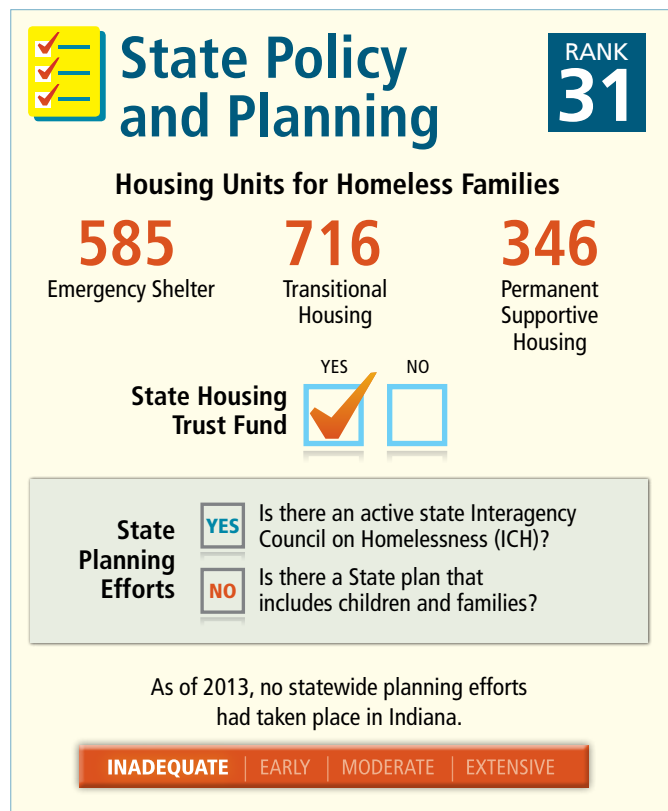 State Policy
and Planning
RANK
31
Housing Units for Homeless Families
585
Emergency Shelter
716
Transitional
Housing
346
Permanent
Supportive
Housing
State Housing
Trust Fund
YES
NO
State
Planning
Efforts
YES
Is there an active state Interagency
Council on Homelessness (ICH)?
NO
Is there a State plan that
includes children and families?
As of 2013, no statewide planning efforts
had taken place in Indiana.
INADEQUATE | EARLY | MODERATE | EXTENSIVE